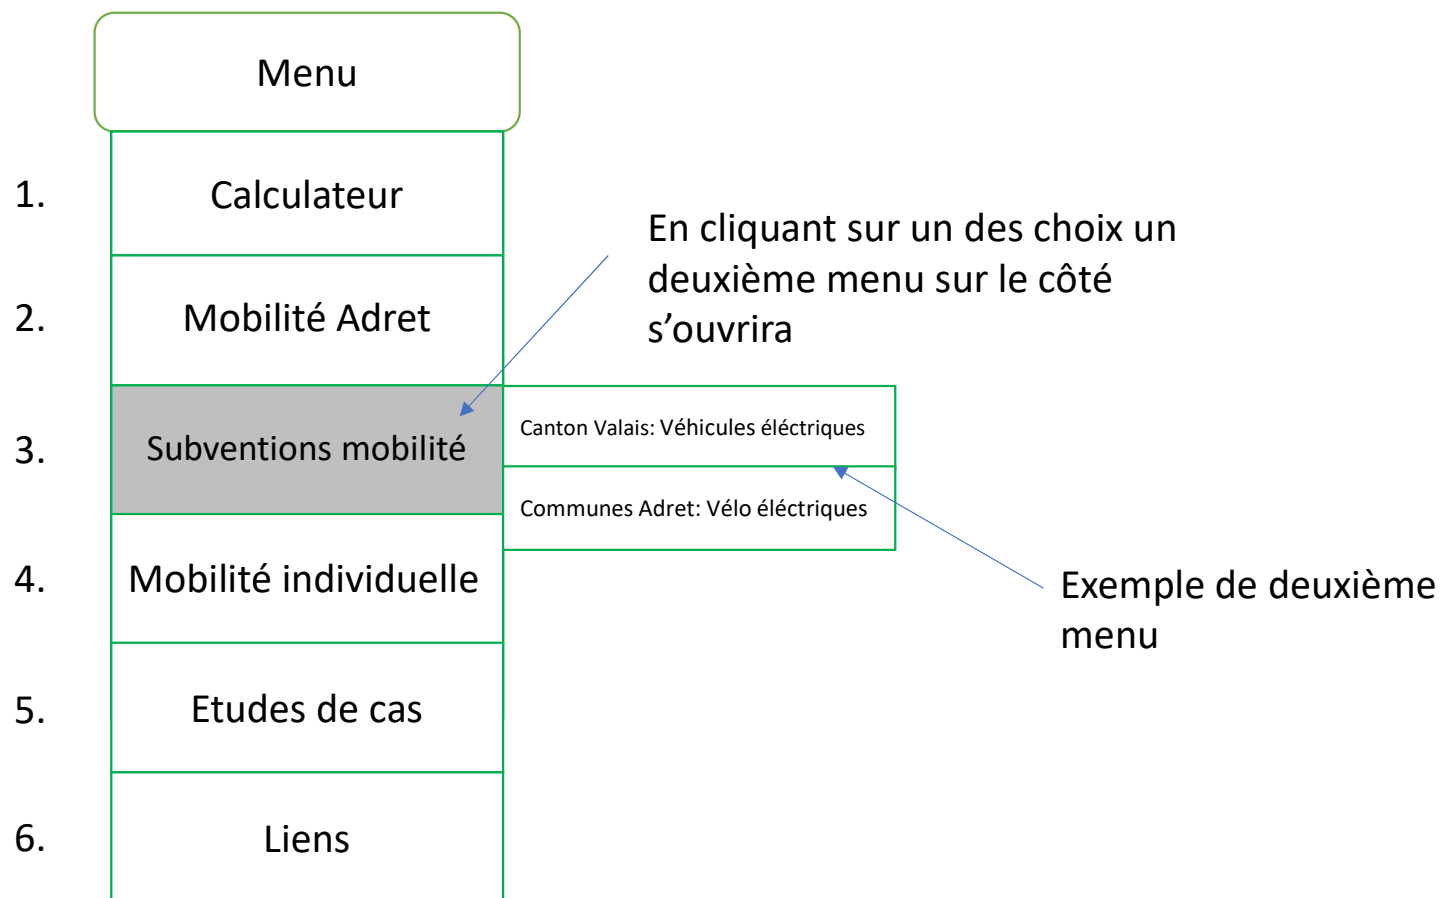 Menu
1.
Calculateur
En cliquant sur un des choix un
deuxième menu sur le côté
s’ouvrira
2.
Mobilité Adret
3.
Subventions mobilité
Canton Valais: Véhicules éléctriques
Communes Adret: Vélo éléctriques
4.
Mobilité individuelle
Exemple de deuxième
menu
5.
Etudes de cas
6.
Liens